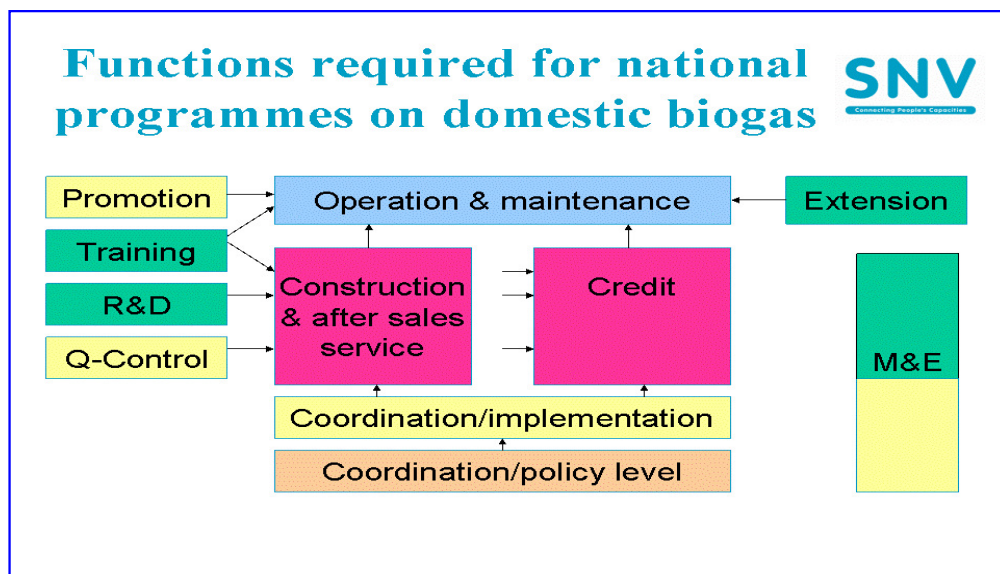 Functions required for national
programmes on domestic biogas
SNV
Connecting People's Capacities
Promotion
Operation & maintenance
Extension
Training
R&D
Q-Control
Construction
& after sales
service
Credit
M&E
Coordination/implementation
Coordination/policy level